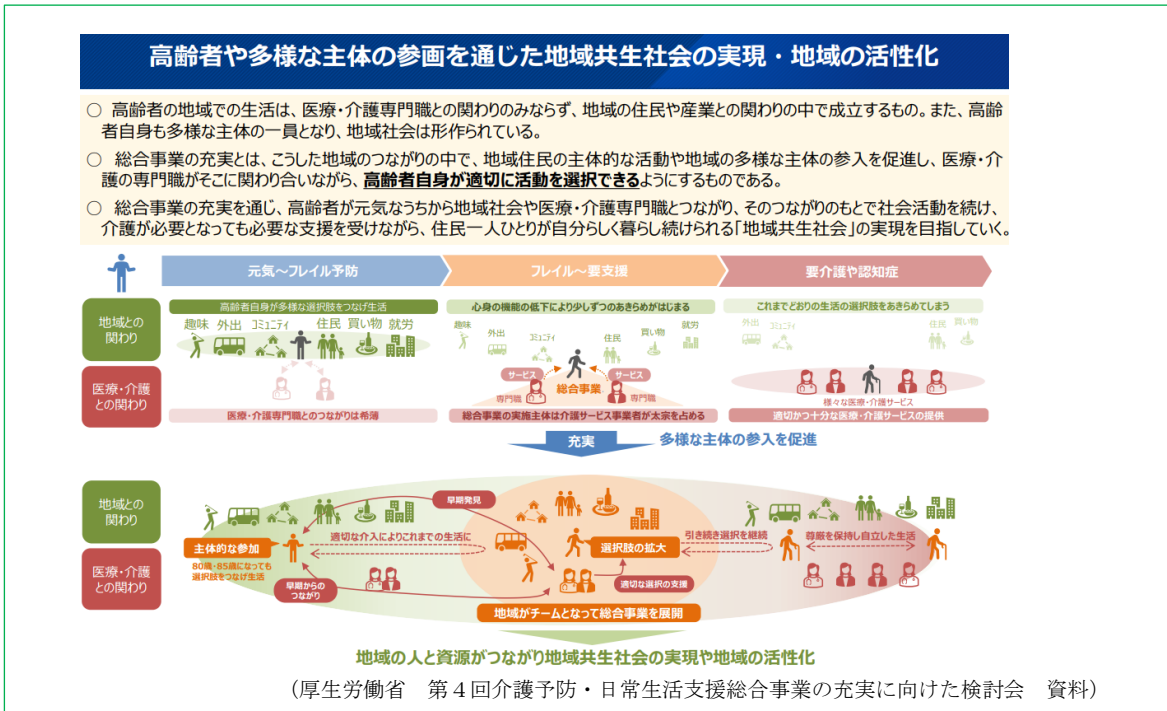 高齢者や多様な主体の参画を通じた地域共生社会の実現・地域の活性化
○ 高齢者の地域での生活は、医療・介護専門職との関わりのみならず、地域の住民や産業との関わりの中で成立するもの。また、高齢
者自身も多様な主体の一員となり、地域社会は形作られている。
○ 総合事業の充実とは、こうした地域のつながりの中で、地域住民の主体的な活動や地域の多様な主体の参入を促進し、医療・介
護の専門職がそこに関わり合いながら、高齢者自身が適切に活動を選択できるようにするものである。
○ 総合事業の充実を通じ、高齢者が元気なうちから地域社会や医療・介護専門職とつながり、そのつながりのもとで社会活動を続け、
介護が必要となっても必要な支援を受けながら、住民一人ひとりが自分らしく暮らし続けられる「地域共生社会」の実現を目指していく。
元気～フレイル予防
フレイル～要支援
要介護や認知症
地域との
関わり
高齢者自身が多様な選択肢をつなげ生活
趣味 外出 コミュニティ 住民 買い物 就労
心身の機能の低下により少しずつのあきらめがはじまる
趣味 外出 コミュニティ 住民 買い物 就労
これまでどおりの生活の選択肢をあきらめてしまう
外出 コミュニティ 住民 買い物
医療・介護
との関わり
医療・介護専門職とのつながりは希薄
サービス
サービス
総合事業
専門職
専門職
総合事業の実施主体は介護サービス事業者が太宗を占める
様々な医療・介護サービス
適切かつ十分な医療・介護サービスの提供
充実
多様な主体の参入を促進
地域との
関わり
医療・介護
との関わり
早期発見
主体的な参加
80歳・85歳になっても
選択肢をつなげ生活
適切な介入によりこれまでの生活に
早期からの
つながり
選択肢の拡大
適切な選択の支援
引き続き選択を継続
尊厳を保持し自立した生活
地域がチームとなって総合事業を展開
地域の人と資源がつながり地域共生社会の実現や地域の活性化
（厚生労働省　第４回介護予防・日常生活支援総合事業の充実に向けた検討会　資料）